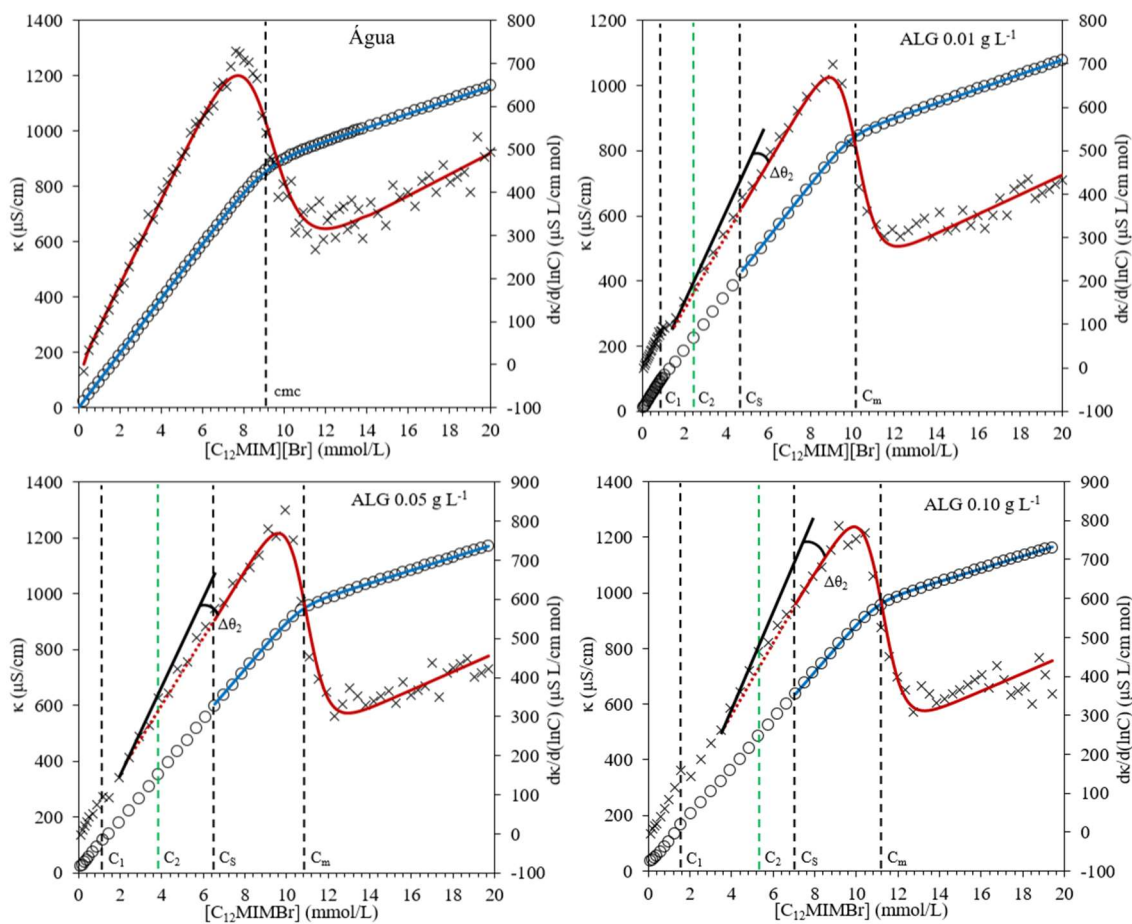 1400 1200 1000 800 600 400 200 0
κ (µS/cm)
Água
cmc
800 700 600 500 400 300 200 100 0 -100
dκ/d(lnC) (µS L/cm mol)
0 2 4 6 8 10 12 14 16 18 20
[C₁₂MIM][Br] (mmol/L)
1200 1000 800 600 400 200 0
κ (µS/cm)
ALG 0.01 g L⁻¹
Δθ₂
C₁ C₂ Cₛ Cₘ
800 700 600 500 400 300 200 100 0 -100
dκ/d(lnC) (µS L/cm mol)
0 2 4 6 8 10 12 14 16 18 20
[C₁₂MIM][Br] (mmol/L)
1400 1200 1000 800 600 400 200 0
κ (µS/cm)
ALG 0.05 g L⁻¹
Δθ₂
C₁ C₂ Cₛ Cₘ
900 800 700 600 500 400 300 200 100 0 -100
dκ/d(lnC) (µS L/cm mol)
0 2 4 6 8 10 12 14 16 18 20
[C₁₂MIMBr] (mmol/L)
1400 1200 1000 800 600 400 200 0
κ (µS/cm)
ALG 0.10 g L⁻¹
Δθ₂
C₁ C₂ Cₛ Cₘ
900 800 700 600 500 400 300 200 100 0 -100
dκ/d(lnC) (µS L/cm mol)
0 2 4 6 8 10 12 14 16 18 20
[C₁₂MIMBr] (mmol/L)